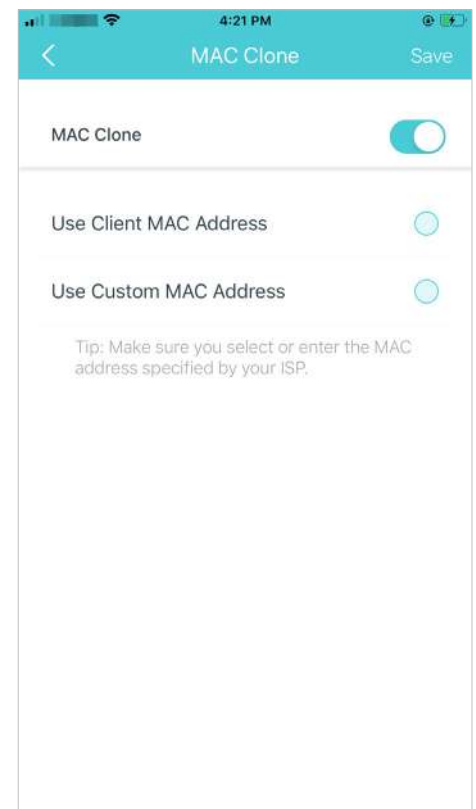 4:21 PM
MAC Clone
Save
MAC Clone
Use Client MAC Address
Use Custom MAC Address
Tip: Make sure you select or enter the MAC
address specified by your ISP.